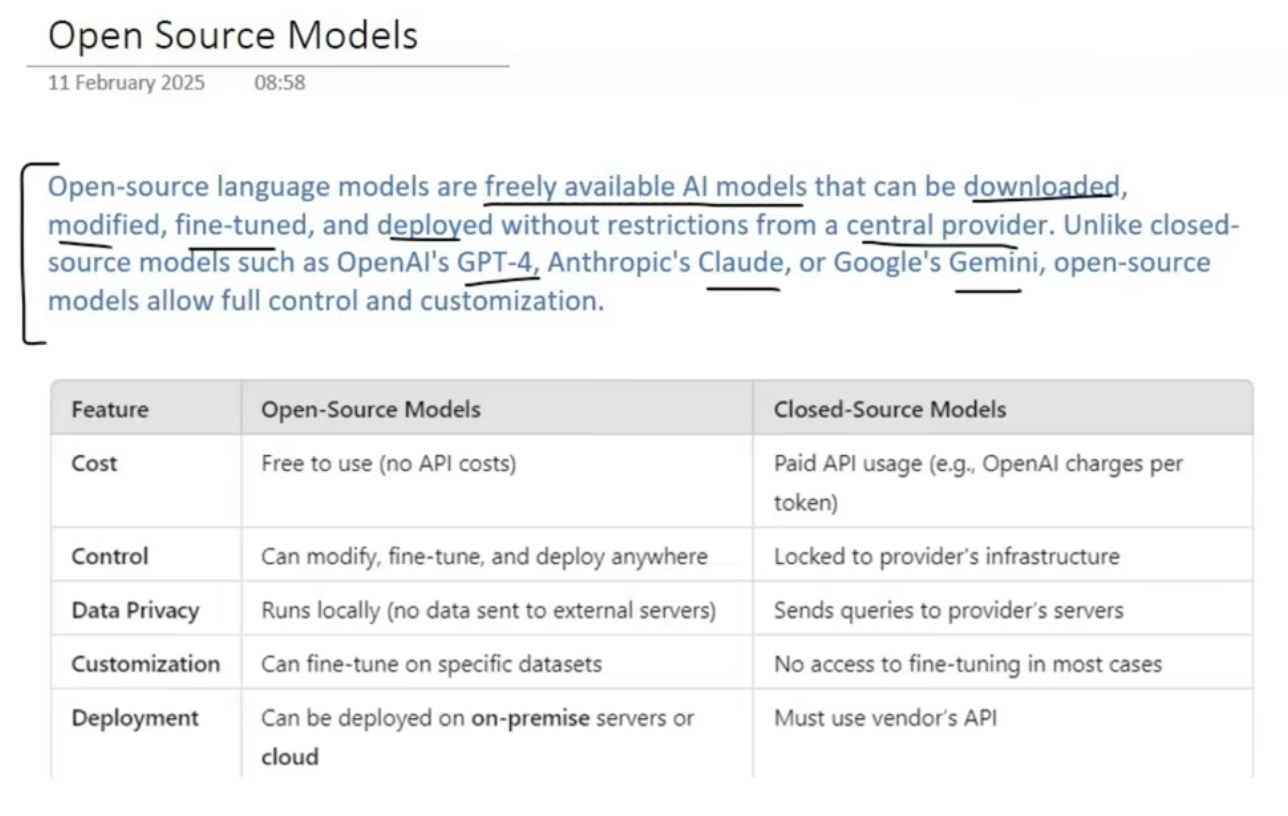 Open Source Models
11 February 2025 08:58
Open-source language models are freely available AI models that can be downloaded,
modified, fine-tuned, and deployed without restrictions from a central provider. Unlike closed-
source models such as OpenAI's GPT-4, Anthropic's Claude, or Google's Gemini, open-source
models allow full control and customization.
Feature Open-Source Models Closed-Source Models
Cost Free to use (no API costs) Paid API usage (e.g., OpenAI charges per
token)
Control Can modify, fine-tune, and deploy anywhere Locked to provider's infrastructure
Data Privacy Runs locally (no data sent to external servers) Sends queries to provider's servers
Customization Can fine-tune on specific datasets No access to fine-tuning in most cases
Deployment Can be deployed on on-premise servers or Must use vendor's API
cloud